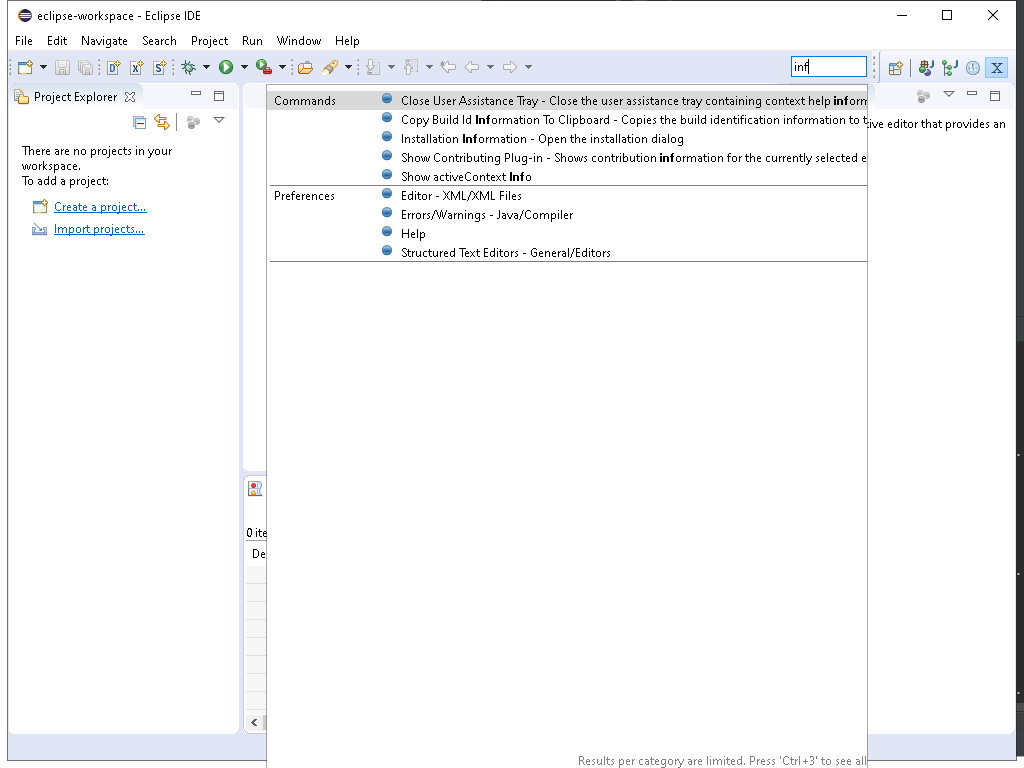 eclipse-workspace - Eclipse IDE
File Edit Navigate Search Project Run Window Help
inf
Project Explorer
There are no projects in your
workspace.
To add a project:
Create a project...
Import projects...
Commands
Close User Assistance Tray - Close the user assistance tray containing context help inform
Copy Build Id Information To Clipboard - Copies the build identification information to t
Installation Information - Open the installation dialog
Show Contributing Plug-in - Shows contribution information for the currently selected e
Show activeContext Info
Preferences
Editor - XML/XML Files
Errors/Warnings - Java/Compiler
Help
Structured Text Editors - General/Editors
tive editor that provides an
0 ite
De
Results per category are limited. Press 'Ctrl+3' to see all